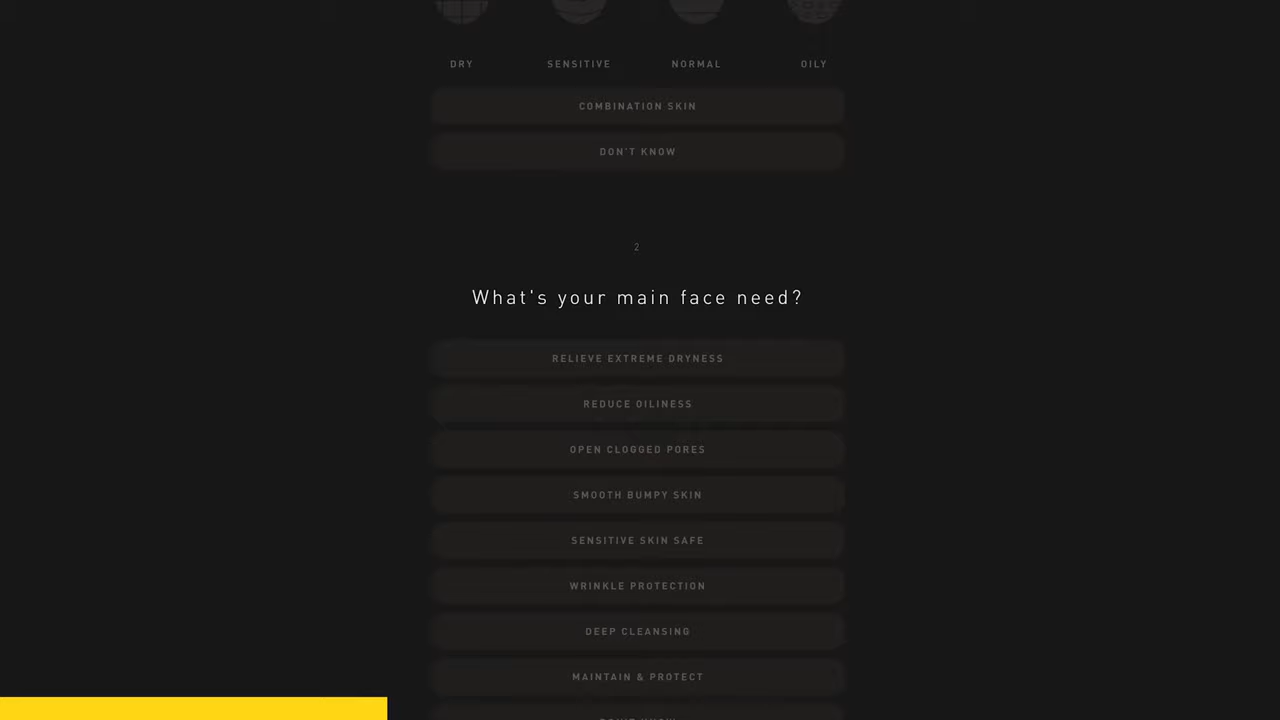 DRY SENSITIVE NORMAL OILY
COMBINATION SKIN
DON'T KNOW
2
What's your main face need?
RELIEVE EXTREME DRYNESS
REDUCE OILINESS
OPEN CLOGGED PORES
SMOOTH BUMPY SKIN
SENSITIVE SKIN SAFE
WRINKLE PROTECTION
DEEP CLEANSING
MAINTAIN & PROTECT